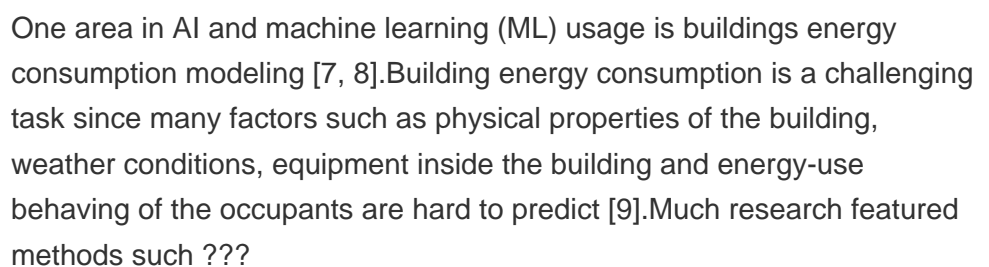 One area in AI and machine learning (ML) usage is buildings energy
consumption modeling [7, 8].Building energy consumption is a challenging
task since many factors such as physical properties of the building,
weather conditions, equipment inside the building and energy-use
behaving of the occupants are hard to predict [9].Much research featured
methods such ???